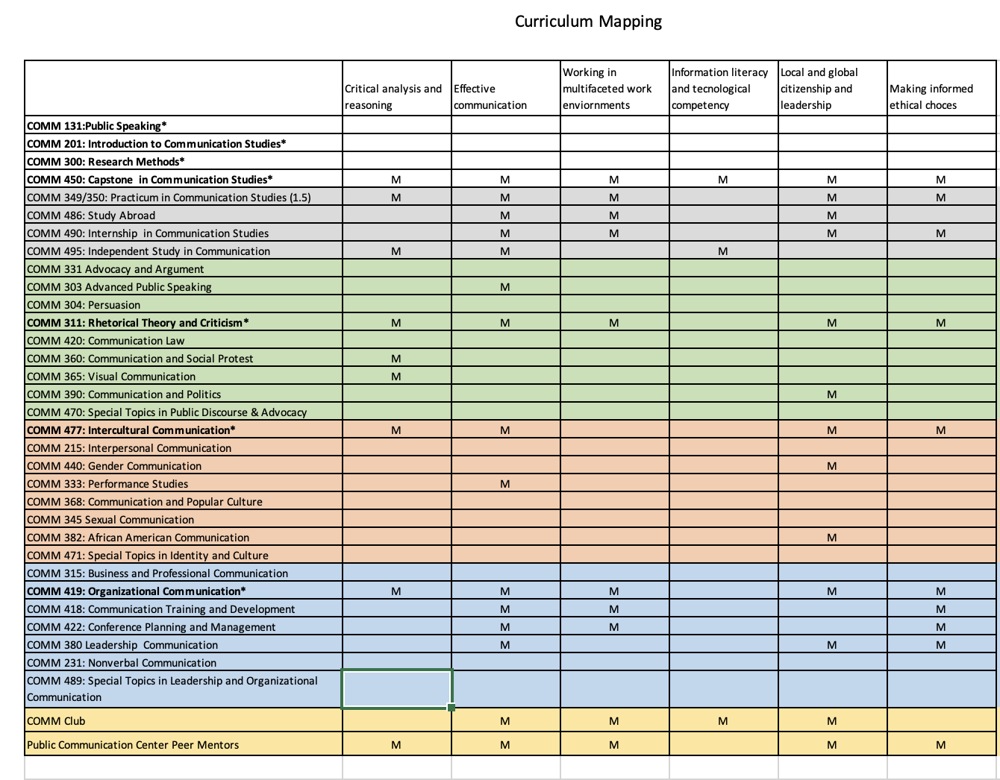 Curriculum Mapping
Critical analysis and
reasoning
Effective
communication
Working in
multifaceted work
enviornments
Information literacy
and tecnological
competency
Local and global
citizenship and
leadership
Making informed
ethical choces
COMM 131:Public Speaking*
COMM 201: Introduction to Communication Studies*
COMM 300: Research Methods*
COMM 450: Capstone  in Communication Studies* M M M M M M
COMM 349/350: Practicum in Communication Studies (1.5) M M M M M
COMM 486: Study Abroad M M M
COMM 490: Internship  in Communication Studies M M M M
COMM 495: Independent Study in Communication M M M
COMM 331 Advocacy and Argument
COMM 303 Advanced Public Speaking M
COMM 304: Persuasion
COMM 311: Rhetorical Theory and Criticism* M M M M M
COMM 420: Communication Law
COMM 360: Communication and Social Protest M
COMM 365: Visual Communication M
COMM 390: Communication and Politics M
COMM 470: Special Topics in Public Discourse & Advocacy
COMM 477: Intercultural Communication* M M M M
COMM 215: Interpersonal Communication
COMM 440: Gender Communication M
COMM 333: Performance Studies M
COMM 368: Communication and Popular Culture
COMM 345 Sexual Communication
COMM 382: African American Communication M
COMM 471: Special Topics in Identity and Culture
COMM 315: Business and Professional Communication
COMM 419: Organizational Communication* M M M M M
COMM 418: Communication Training and Development M M M
COMM 422: Conference Planning and Management M M M
COMM 380 Leadership  Communication M M M
COMM 231: Nonverbal Communication
COMM 489: Special Topics in Leadership and Organizational
Communication
COMM Club M M M M
Public Communication Center Peer Mentors M M M M M